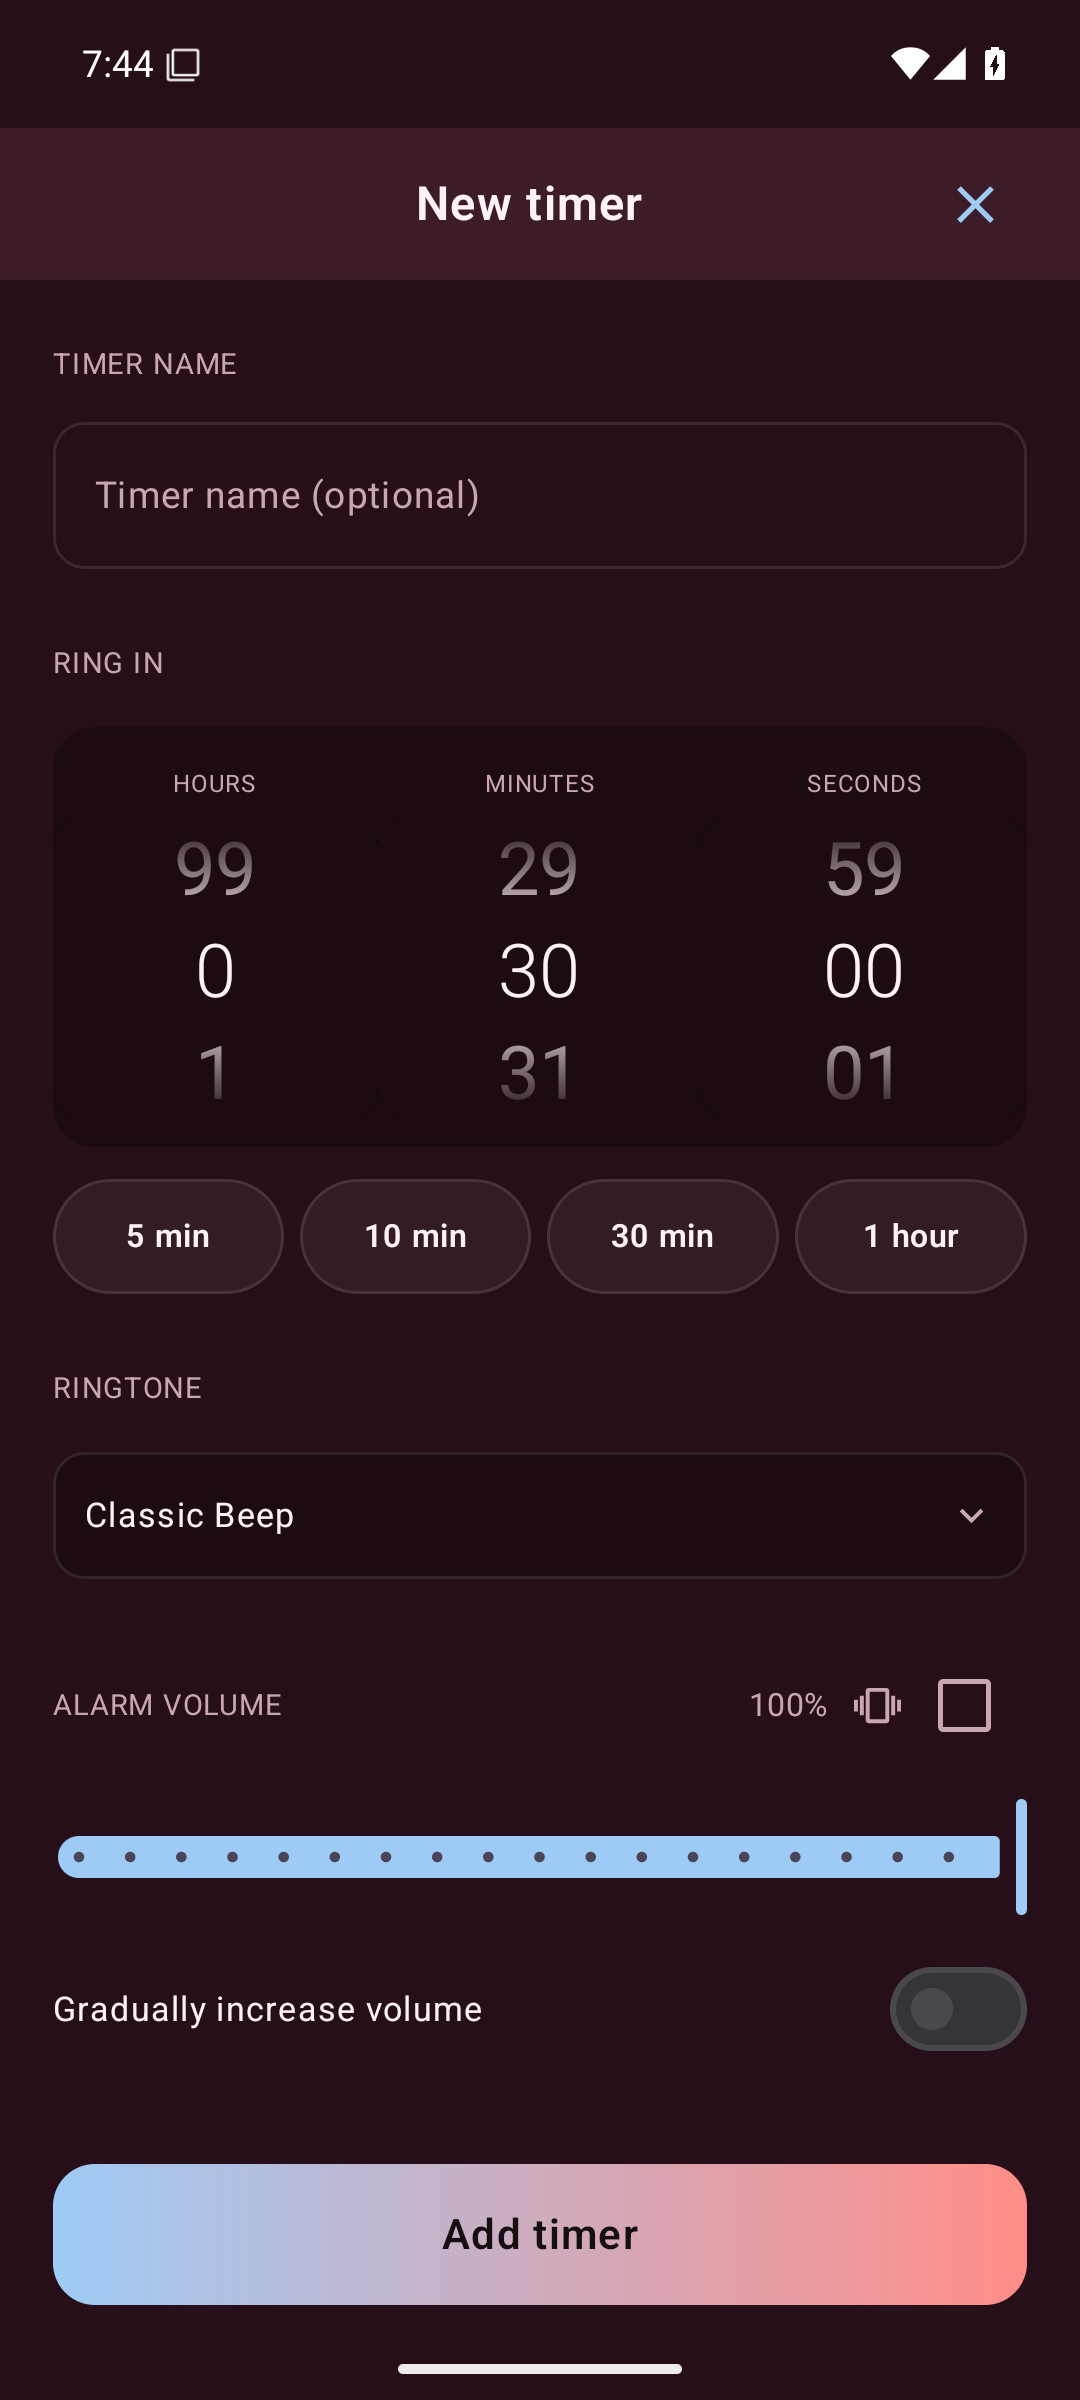 7:44
New timer
TIMER NAME
Timer name (optional)
RING IN
HOURS MINUTES SECONDS
99 29 59
0 30 00
1 31 01
5 min 10 min 30 min 1 hour
RINGTONE
Classic Beep
ALARM VOLUME 100%
Gradually increase volume
Add timer